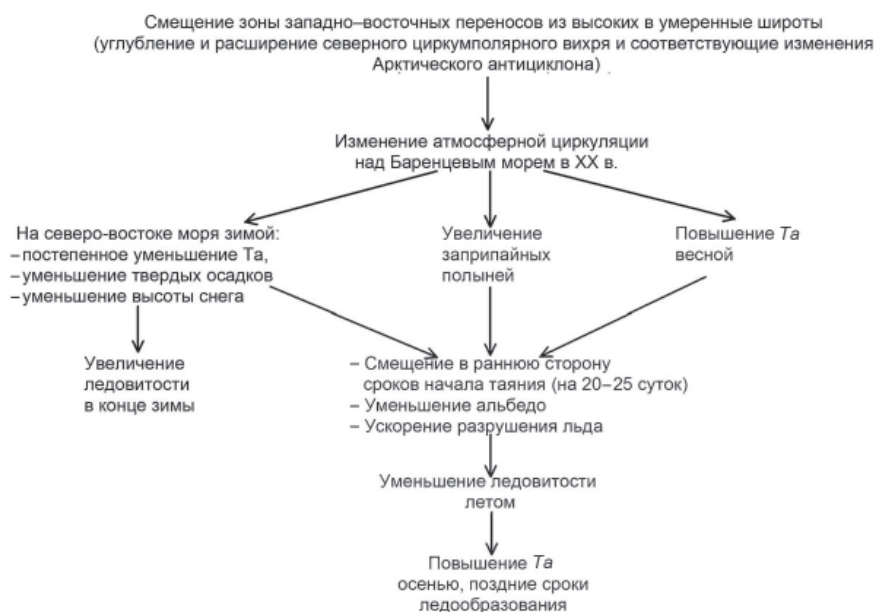 Смещение зоны западно–восточных переносов из высоких в умеренные широты
(углубление и расширение северного циркумполярного вихря и соответствующие изменения
Арктического антициклона)
Изменение атмосферной циркуляции
над Баренцевым морем в XX в.
На северо-востоке моря зимой:
– постепенное уменьшение Ta,
– уменьшение твердых осадков
– уменьшение высоты снега
Увеличение
заприпайных
полыней
Повышение Ta
весной
Увеличение
ледовитости
в конце зимы
– Смещение в раннюю сторону
сроков начала таяния (на 20–25 суток)
– Уменьшение альбедо
– Ускорение разрушения льда
Уменьшение ледовитости
летом
Повышение Ta
осенью, поздние сроки
ледообразования